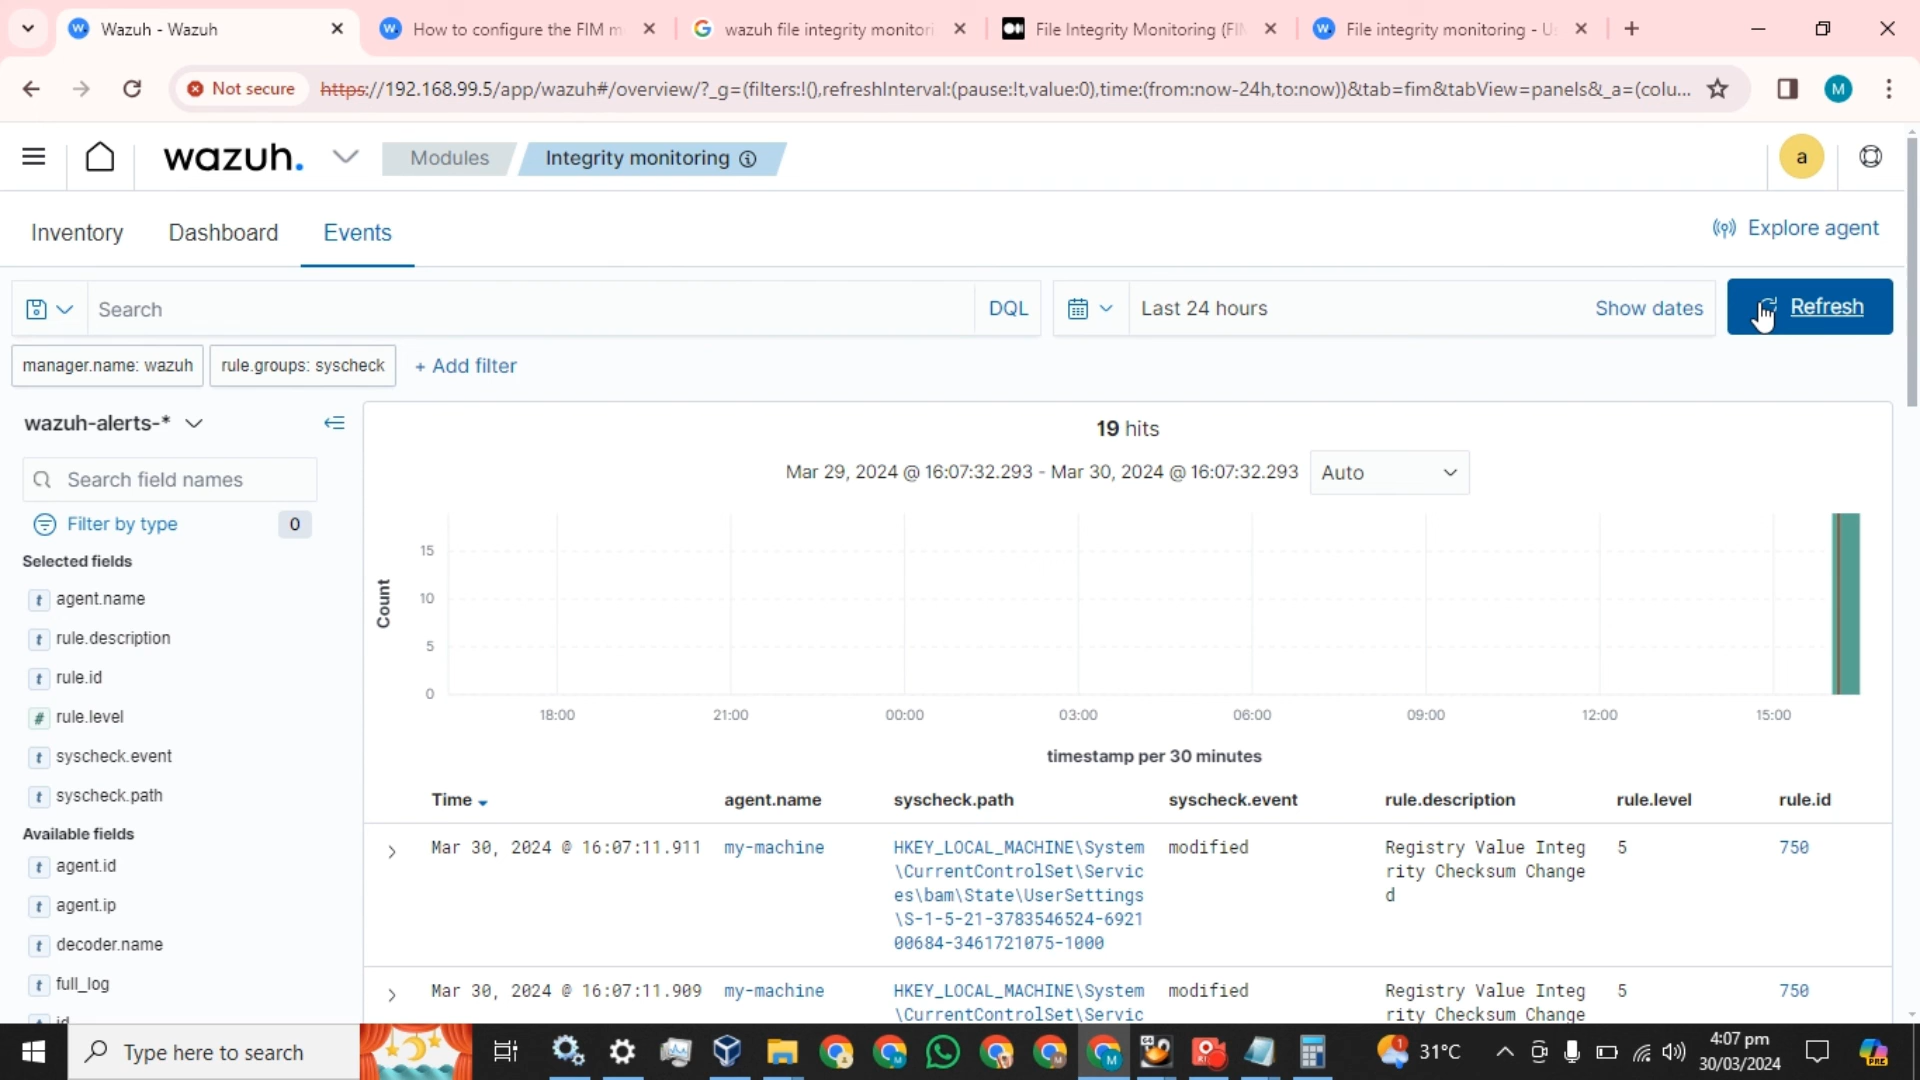 Wazuh - Wazuh
How to configure the FIM m
wazuh file integrity monitori
File Integrity Monitoring (FIM
File integrity monitoring - U
Not secure
https://192.168.99.5/app/wazuh#/overview/?_g=(filters:!(),refreshInterval:(pause:!t,value:0),time:(from:now-24h,to:now))&tab=fim&tabView=panels&_a=(colu...
M
wazuh.
Modules
Integrity monitoring
a
Inventory
Dashboard
Events
Explore agent
Search
DQL
Last 24 hours
Show dates
Refresh
manager.name: wazuh
rule.groups: syscheck
+ Add filter
wazuh-alerts-*
Search field names
Filter by type
0
Selected fields
t agent.name
t rule.description
t rule.id
# rule.level
t syscheck.event
t syscheck.path
Available fields
t agent.id
t agent.ip
t decoder.name
t full_log
id
19 hits
Mar 29, 2024 @ 16:07:32.293 - Mar 30, 2024 @ 16:07:32.293
Auto
Count
15
10
5
0
18:00
21:00
00:00
03:00
06:00
09:00
12:00
15:00
timestamp per 30 minutes
Time
agent.name
syscheck.path
syscheck.event
rule.description
rule.level
rule.id
Mar 30, 2024 @ 16:07:11.911
my-machine
HKEY_LOCAL_MACHINE\System
\CurrentControlSet\Servic
es\bam\State\UserSettings
\S-1-5-21-3783546524-6921
00684-3461721075-1000
modified
Registry Value Integ
rity Checksum Change
d
5
750
Mar 30, 2024 @ 16:07:11.909
my-machine
HKEY_LOCAL_MACHINE\System
\CurrentControlSet\Servic
modified
Registry Value Integ
rity Checksum Change
5
750
Type here to search
31°C
4:07 pm
30/03/2024